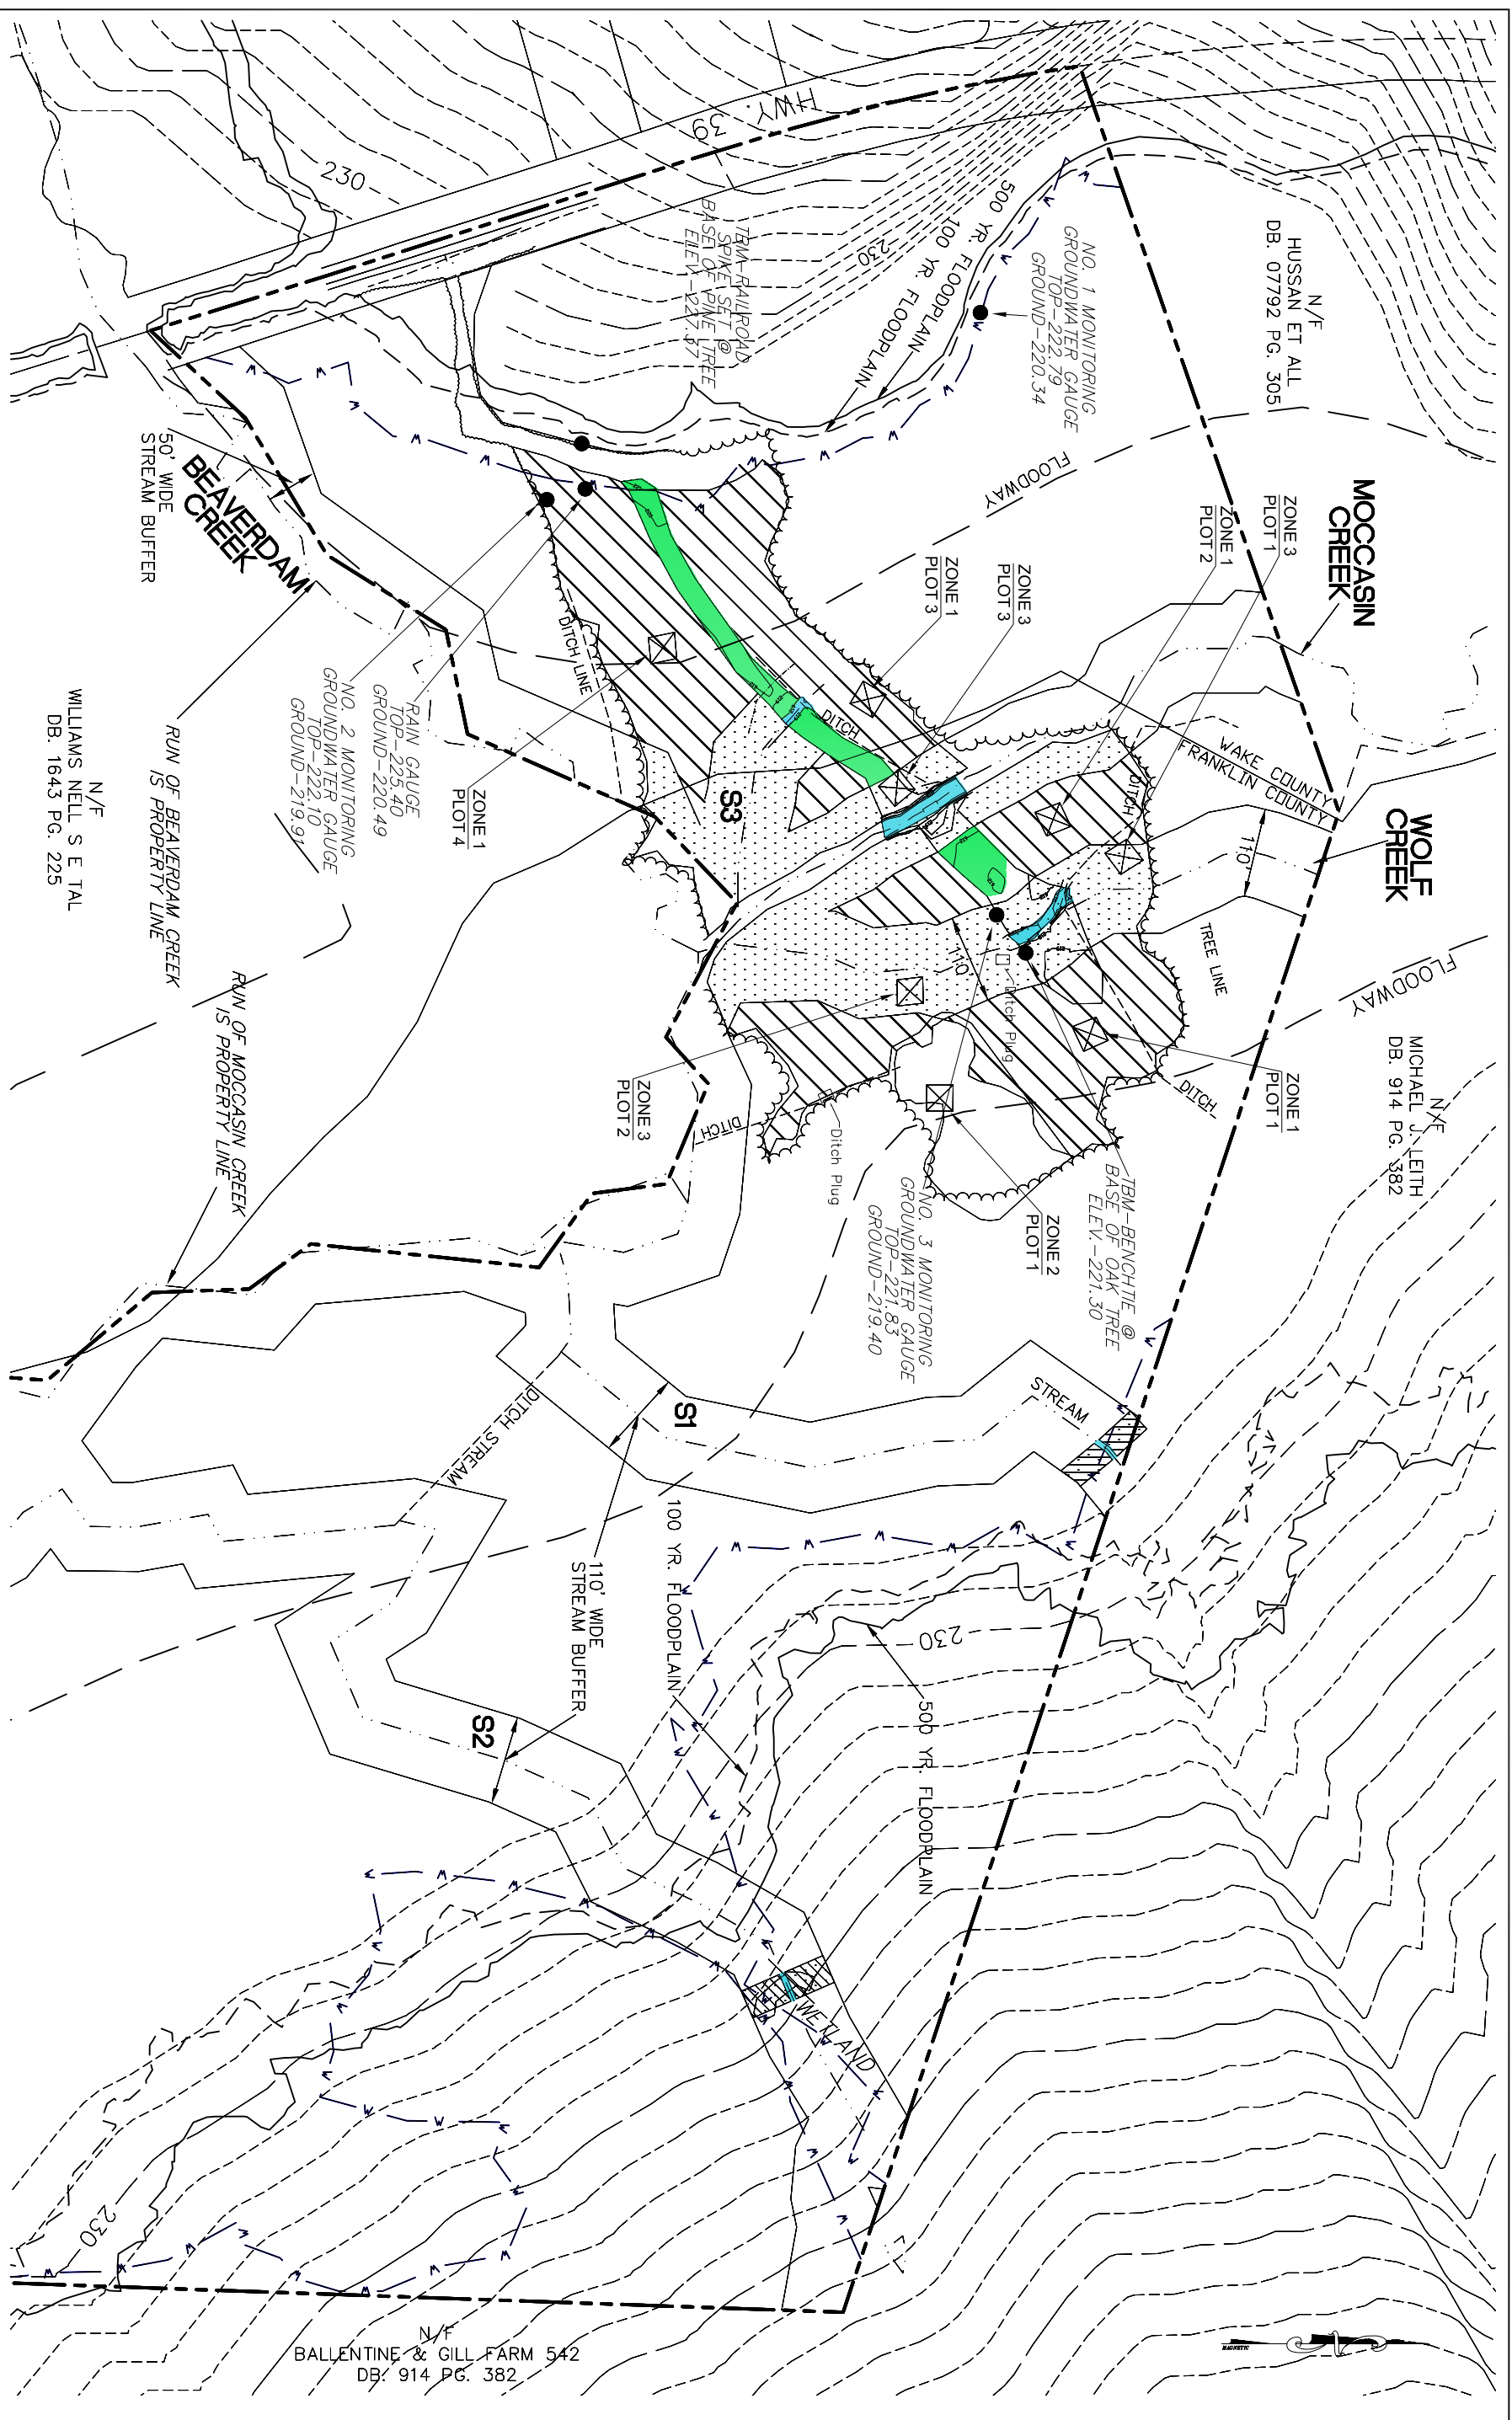 HWY. 39
230
TBM-RAILROAD
SPIKE SET @
BASE OF PINE TREE
ELEV.-227.37
230
500 YR. FLOODPLAIN
100 YR. FLOODPLAIN
NO. 1 MONITORING
GROUNDWATER GAUGE
TOP-222.79
GROUND-220.34
N/F
HUSSAN ET ALL
DB. 07792 PG. 305
FLOODWAY
MOCCASIN
CREEK
ZONE 3
PLOT 1
ZONE 1
PLOT 2
ZONE 3
PLOT 3
ZONE 1
PLOT 3
50' WIDE
STREAM BUFFER
BEAVERDAM
CREEK
DITCH LINE
DITCH
DITCH
WAKE COUNTY
FRANKLIN COUNTY
WOLF
CREEK
110'
TREE LINE
FLOODWAY
RAIN GAUGE
TOP-225.40
GROUND-220.49
NO. 2 MONITORING
GROUNDWATER GAUGE
TOP-222.10
GROUND-219.91
ZONE 1
PLOT 4
S3
N/F
WILLIAMS NELL S E TAL
DB. 1643 PG. 225
RUN OF BEAVERDAM CREEK
IS PROPERTY LINE
RUN OF MOCCASIN CREEK
IS PROPERTY LINE
110'
Ditch Plug
ZONE 3
PLOT 2
DITCH
Ditch Plug
DITCH
ZONE 1
PLOT 1
N/F
MICHAEL J. LEITH
DB. 914 PG. 382
ZONE 2
PLOT 1
TBM-BENCHTIE @
BASE OF OAK TREE
ELEV.-221.30
NO. 3 MONITORING
GROUNDWATER GAUGE
TOP-221.83
GROUND-219.40
STREAM
S1
DITCH STREAM
110' WIDE
STREAM BUFFER
100 YR. FLOODPLAIN
230
500 YR. FLOODPLAIN
S2
WETLAND
230
N/F
BALLENTINE & GILL FARM 542
DB. 914 PG. 382
MAGNETIC